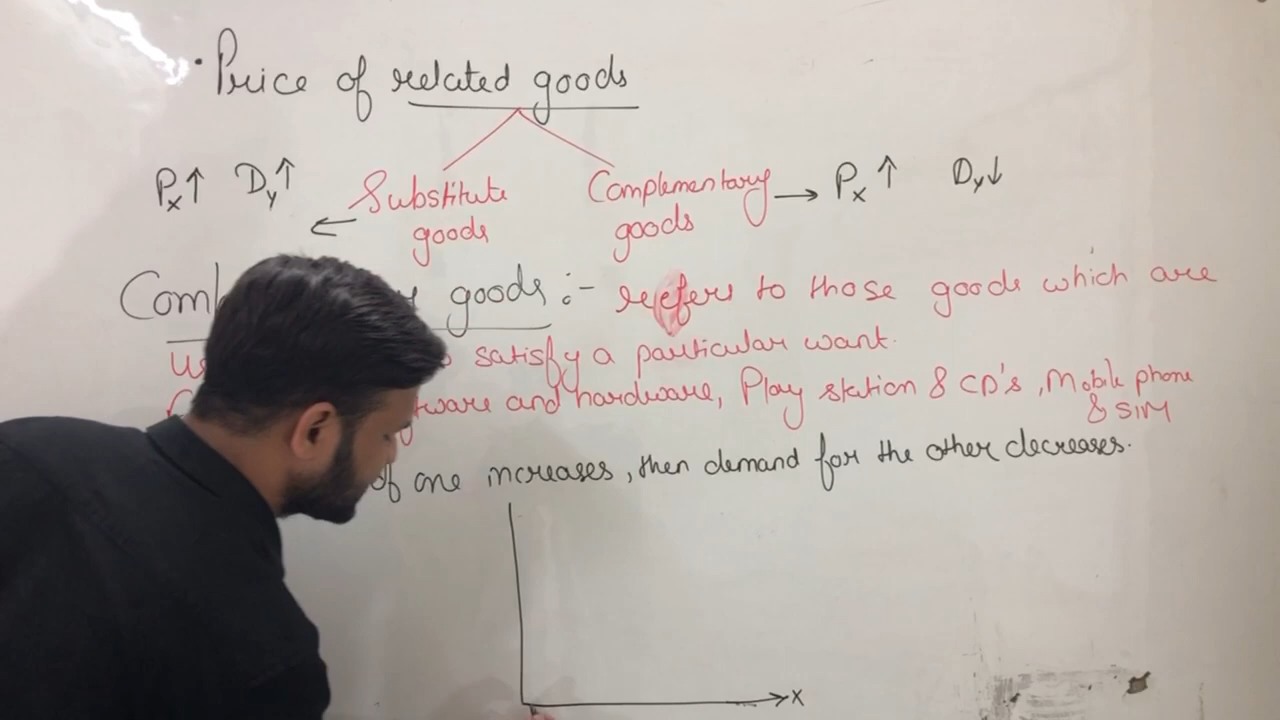 · Price of related goods
Px↑ Dy↑ ← Substitute goods Complementary goods → Px↑ Dy↓
goods :- refers to those goods which are
satisfy a particular want.
and hardware, Play station & CD's, Mobile phone
& SIM
of one increases, then demand for the other decreases.
X